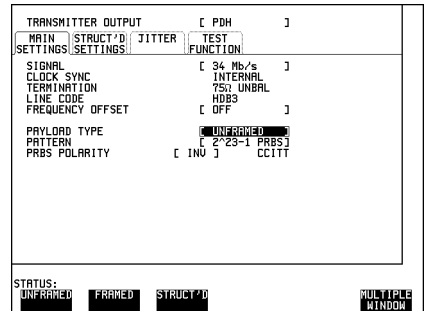 TRANSMITTER OUTPUT [ PDH ]
MAIN SETTINGS STRUCT'D SETTINGS JITTER TEST FUNCTION
SIGNAL [ 34 Mb/s ]
CLOCK SYNC INTERNAL
TERMINATION 75Ω UNBAL
LINE CODE HDB3
FREQUENCY OFFSET [ OFF ]
PAYLOAD TYPE [ UNFRAMED ]
PATTERN [ 2^23-1 PRBS]
PRBS POLARITY [ INV ] CCITT
STATUS:
UNFRAMED FRAMED STRUCT'D MULTIPLE WINDOW